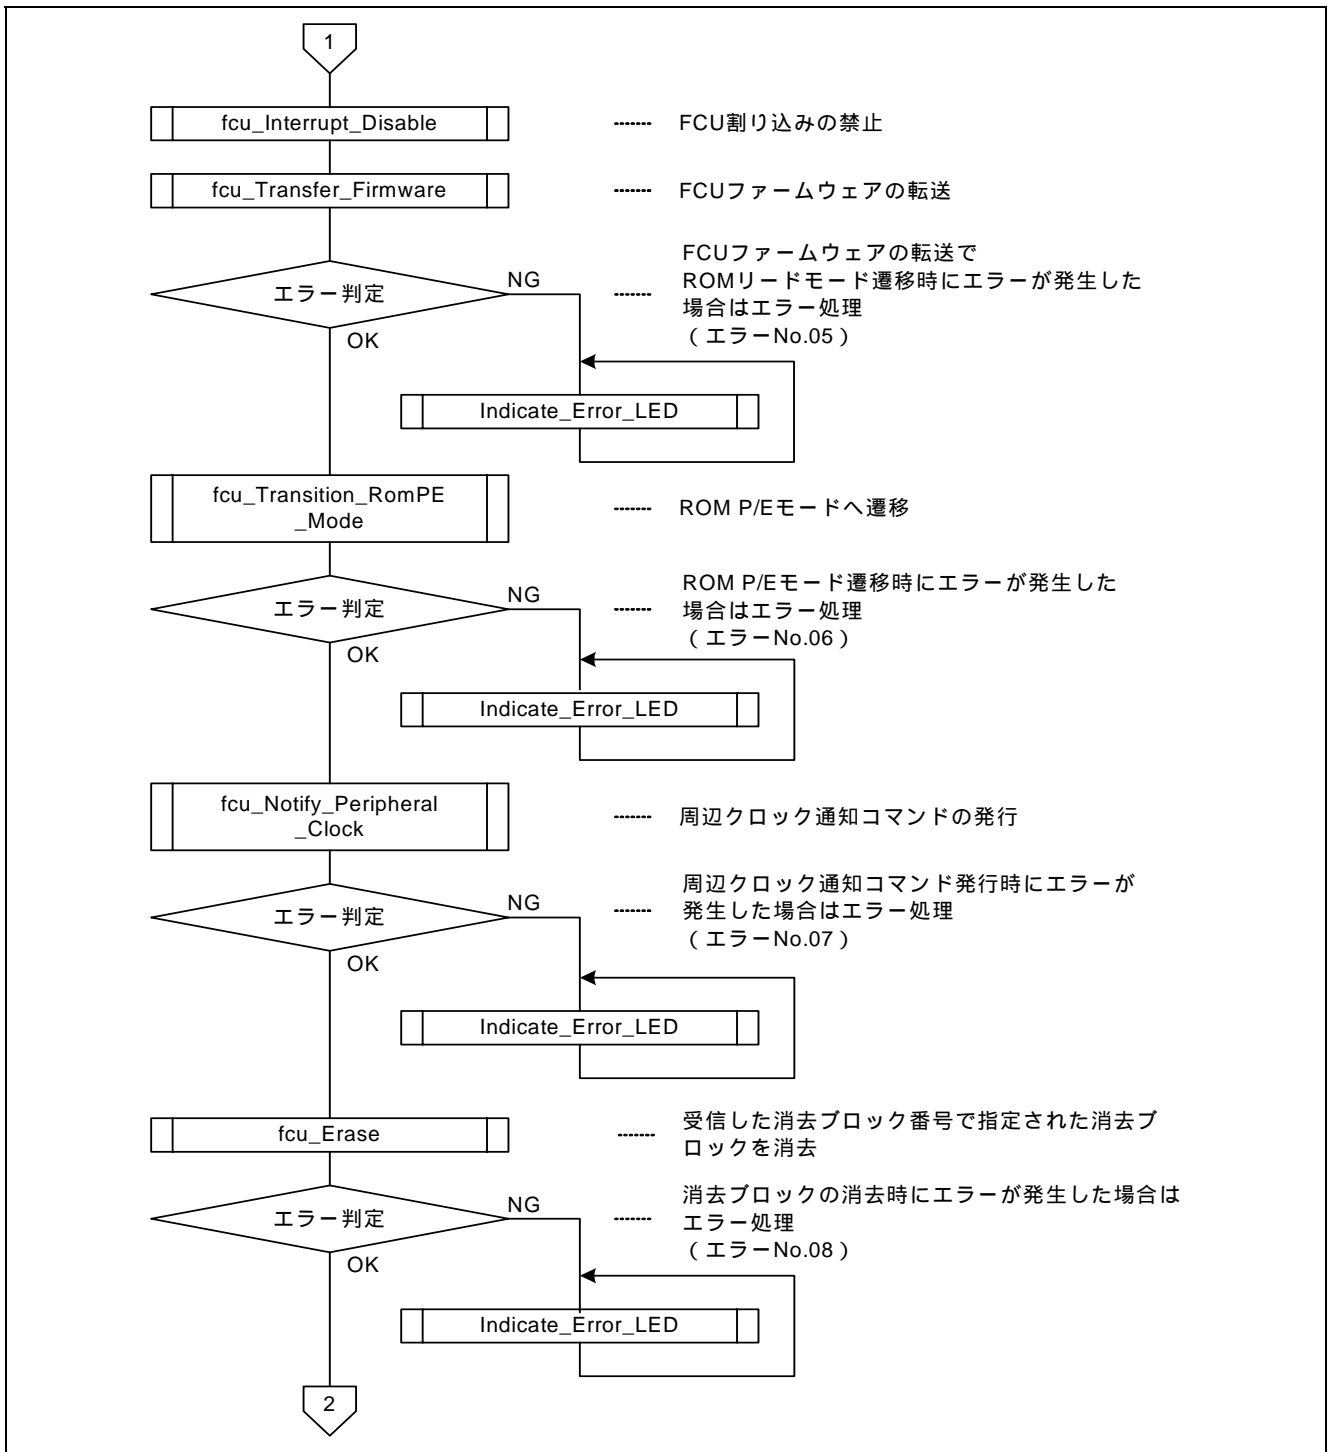 1
fcu_Interrupt_Disable
FCU割り込みの禁止
fcu_Transfer_Firmware
FCUファームウェアの転送
エラー判定
NG
OK
FCUファームウェアの転送で
ROMリードモード遷移時にエラーが発生した
場合はエラー処理
(エラーNo.05)
Indicate_Error_LED
fcu_Transition_RomPE
_Mode
ROM P/Eモードへ遷移
エラー判定
NG
OK
ROM P/Eモード遷移時にエラーが発生した
場合はエラー処理
(エラーNo.06)
Indicate_Error_LED
fcu_Notify_Peripheral
_Clock
周辺クロック通知コマンドの発行
エラー判定
NG
OK
周辺クロック通知コマンド発行時にエラーが
発生した場合はエラー処理
(エラーNo.07)
Indicate_Error_LED
fcu_Erase
受信した消去ブロック番号で指定された消去ブ
ロックを消去
エラー判定
NG
OK
消去ブロックの消去時にエラーが発生した場合は
エラー処理
(エラーNo.08)
Indicate_Error_LED
2